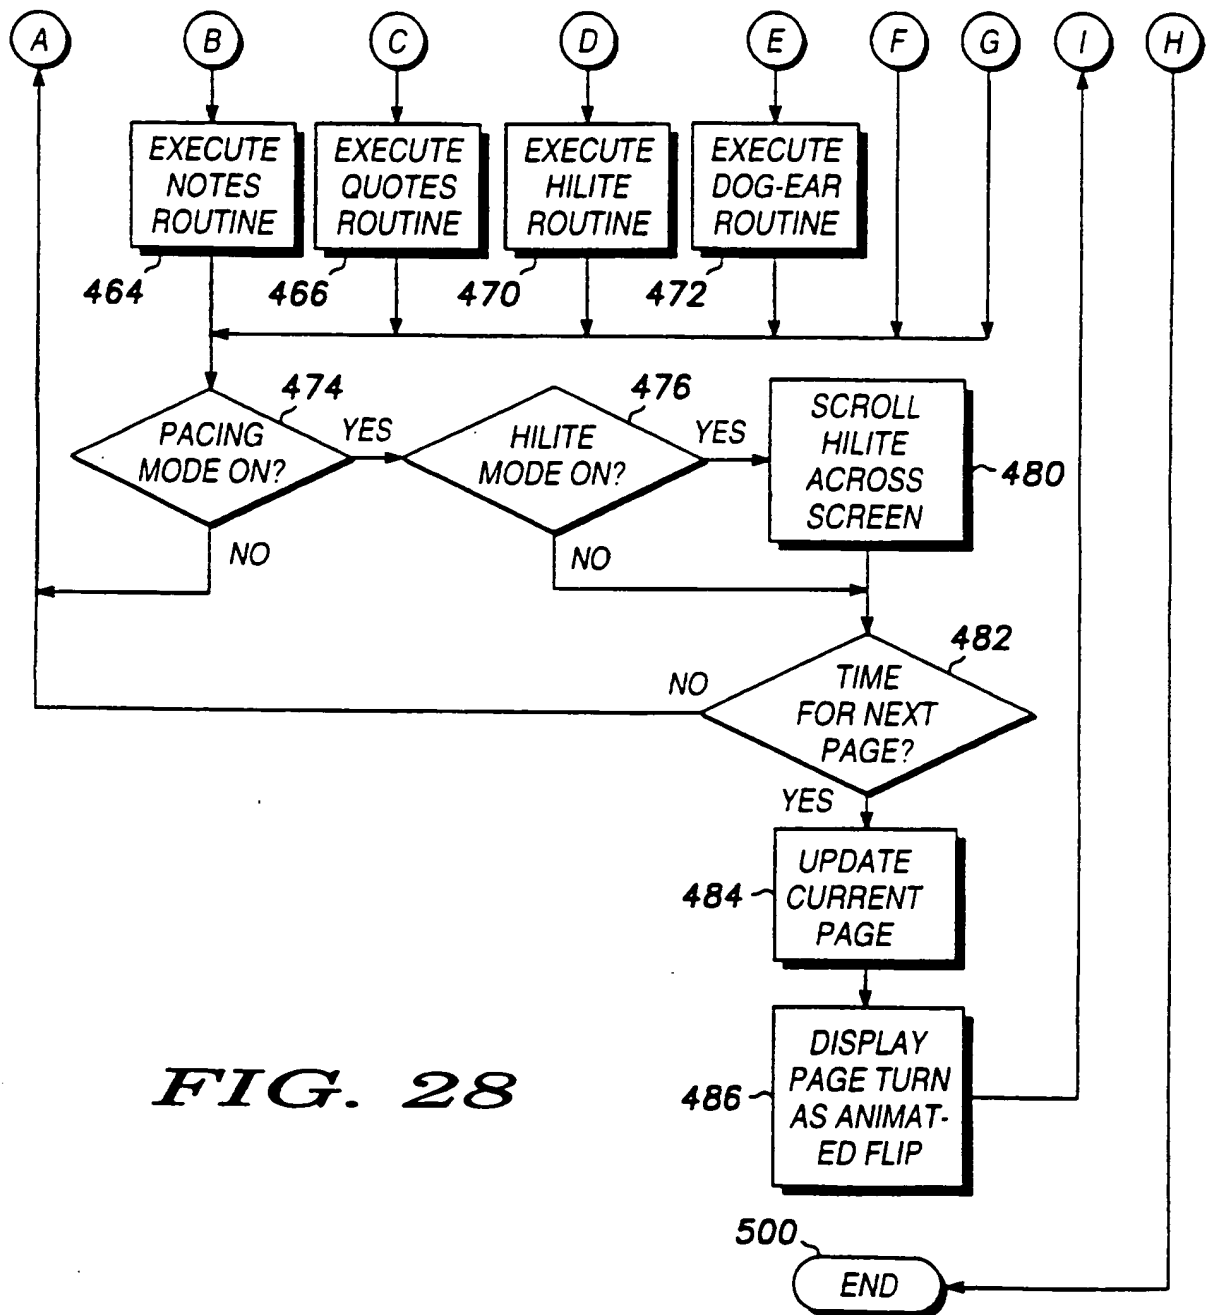 A B C D E F G I H
EXECUTE
NOTES
ROUTINE
464
EXECUTE
QUOTES
ROUTINE
466
EXECUTE
HILITE
ROUTINE
470
EXECUTE
DOG-EAR
ROUTINE
472
474
PACING
MODE ON?
YES
NO
476
HILITE
MODE ON?
YES
NO
SCROLL
HILITE
ACROSS
SCREEN
480
482
TIME
FOR NEXT
PAGE?
NO
YES
UPDATE
CURRENT
PAGE
484
DISPLAY
PAGE TURN
AS ANIMAT-
ED FLIP
486
FIG. 28
500
END